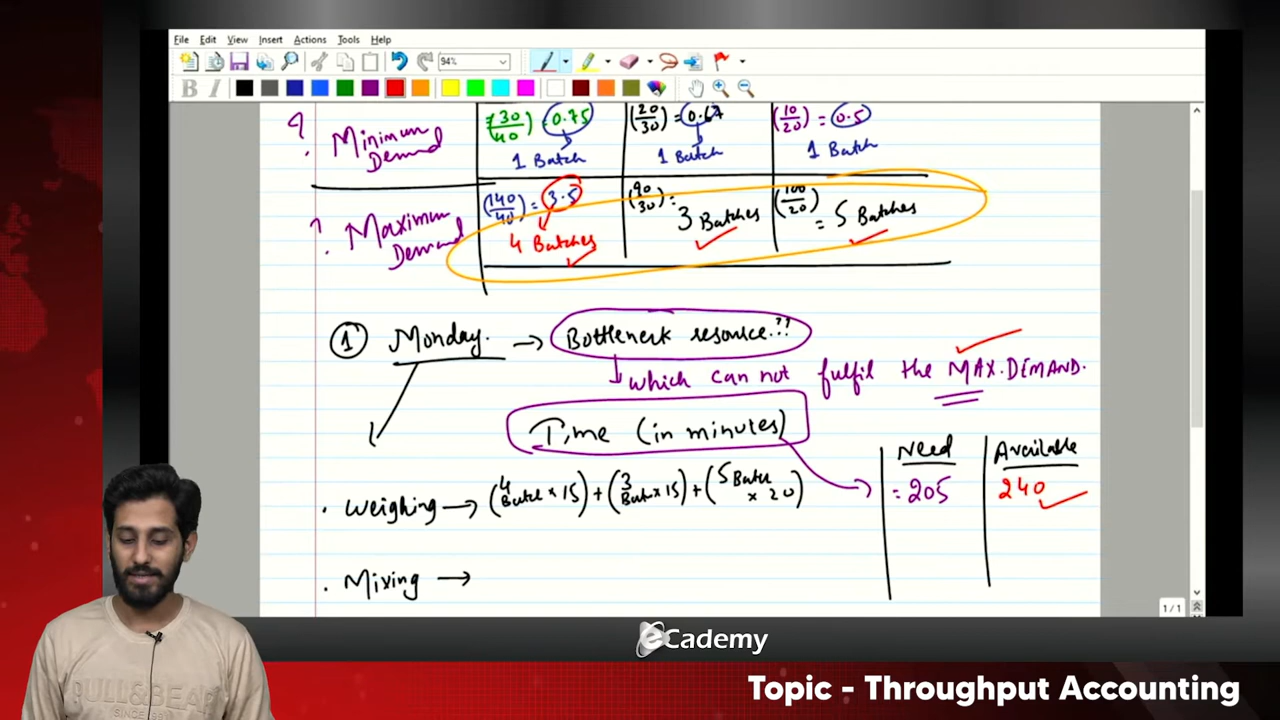 File Edit View Insert Actions Tools Help
94%
B I
? Minimum Demand
(30/40) = 0.75
1 Batch
(20/30) = 0.67
1 Batch
(10/20) = 0.5
1 Batch
? Maximum Demand
(140/40) = 3.5
4 Batches
(90/30) =
3 Batches
(100/20)
= 5 Batches
① Monday. → Bottleneck resource.??
which can not fulfil the MAX.DEMAND.
Time (in minutes)
Need
Available
. Weighing → (4 Batch × 15) + (3 Batch × 15) + (5 Batch × 20)
= 205
240
. Mixing →
1/1
eCademy
PULL&BEAR
SINCE
Topic - Throughput Accounting